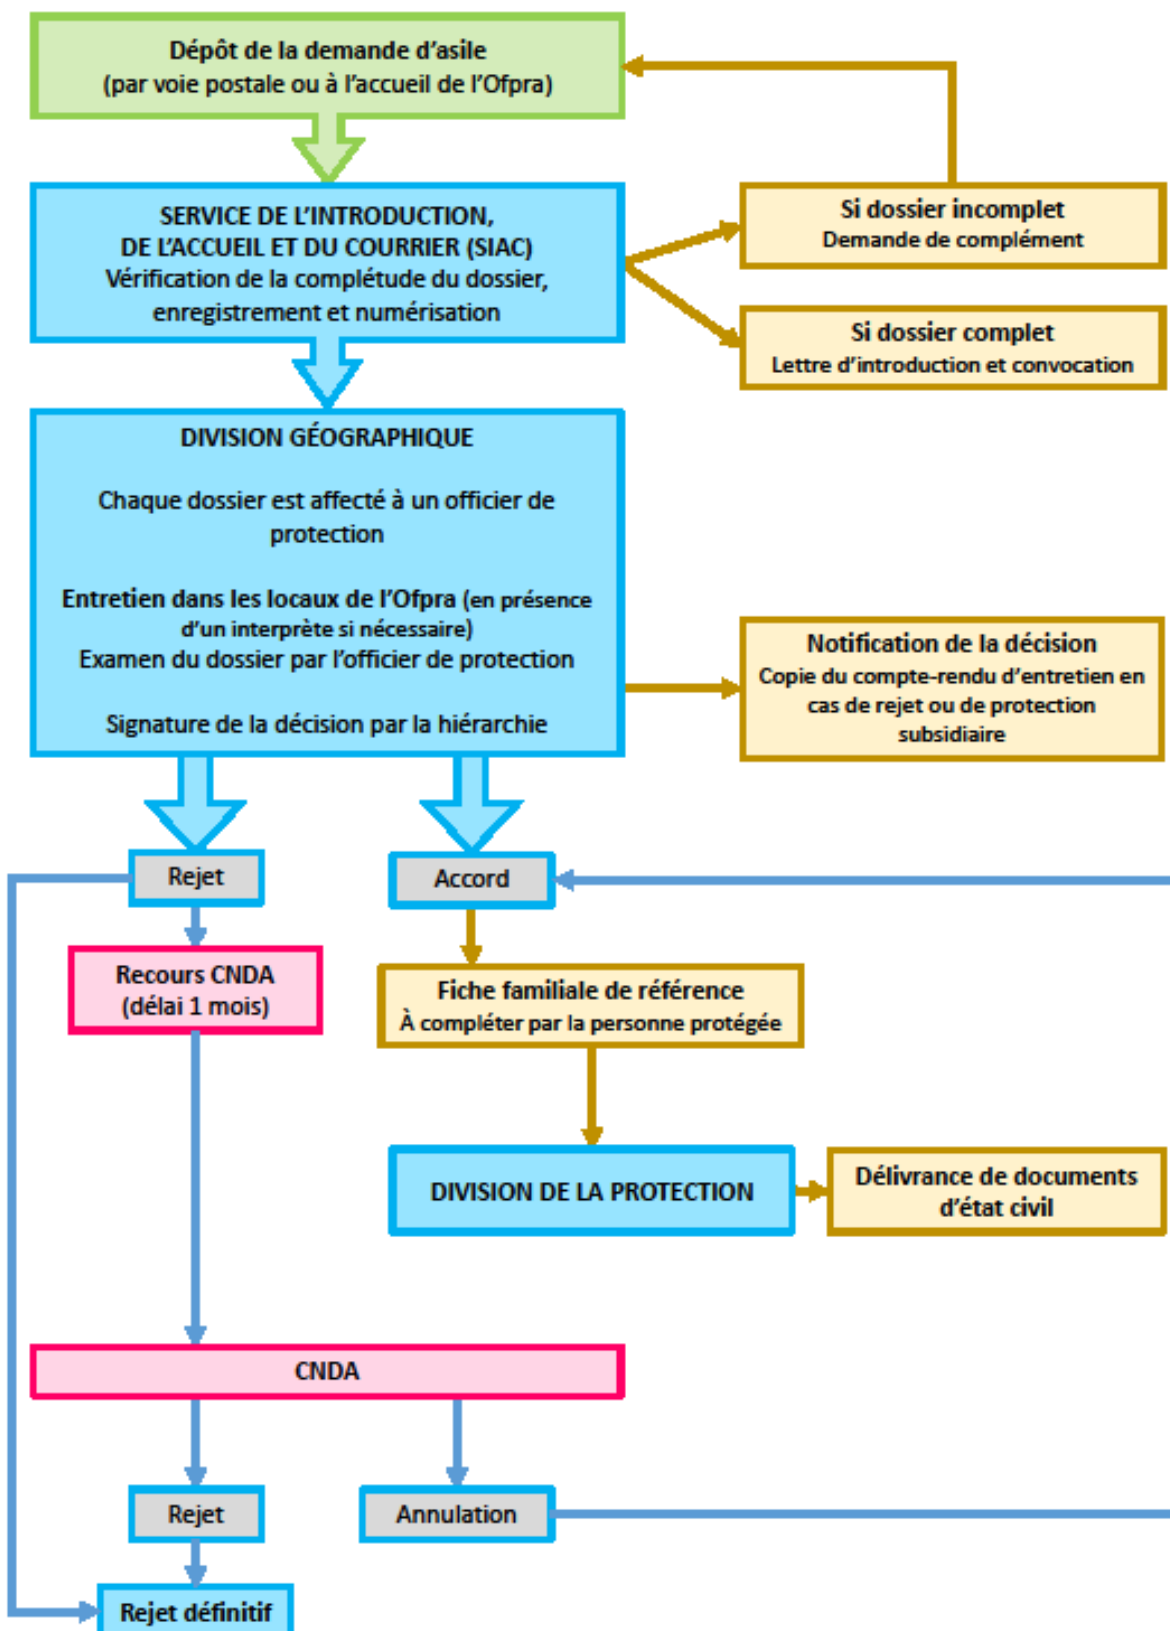 Dépôt de la demande d'asile
(par voie postale ou à l'accueil de l'Ofpra)
SERVICE DE L'INTRODUCTION,
DE L'ACCUEIL ET DU COURRIER (SIAC)
Vérification de la complétude du dossier,
enregistrement et numérisation
Si dossier incomplet
Demande de complément
Si dossier complet
Lettre d'introduction et convocation
DIVISION GÉOGRAPHIQUE
Chaque dossier est affecté à un officier de
protection
Entretien dans les locaux de l'Ofpra (en présence
d'un interprète si nécessaire)
Examen du dossier par l'officier de protection
Signature de la décision par la hiérarchie
Notification de la décision
Copie du compte-rendu d'entretien en
cas de rejet ou de protection
subsidiaire
Rejet
Accord
Recours CNDA
(délai 1 mois)
Fiche familiale de référence
À compléter par la personne protégée
DIVISION DE LA PROTECTION
Délivrance de documents
d'état civil
CNDA
Rejet
Annulation
Rejet définitif